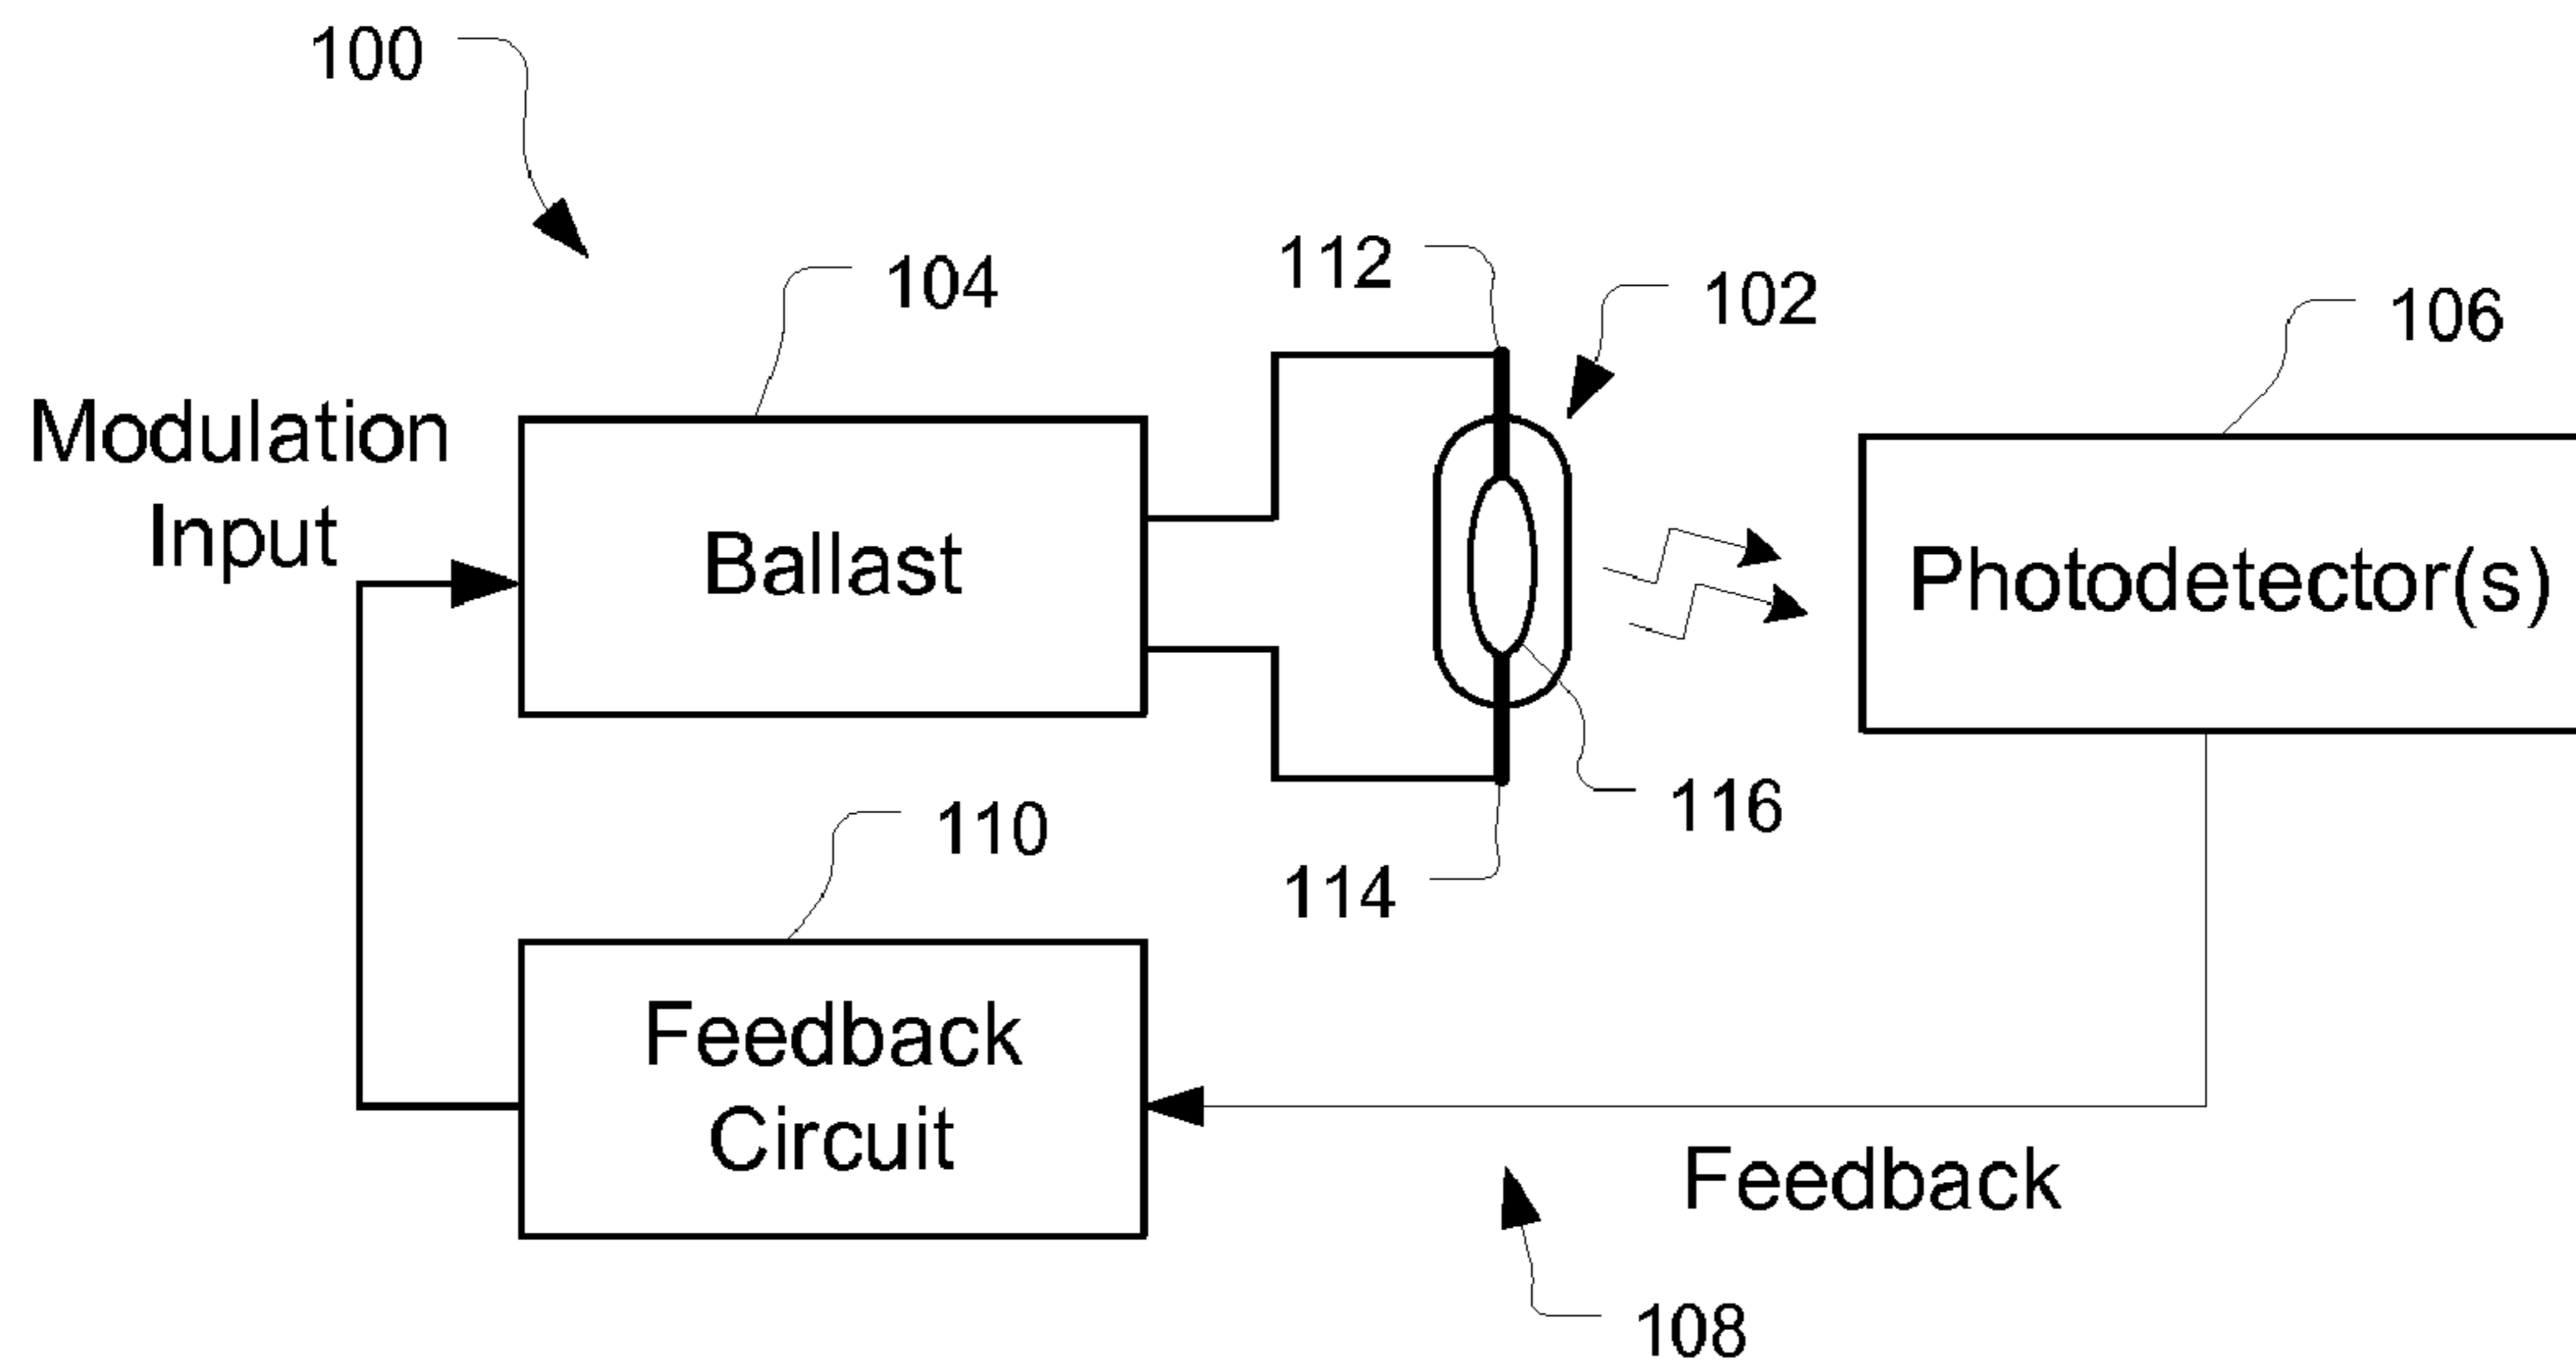 100
104
112
102
106
Modulation
Input
Ballast
Photodetector(s)
116
110
114
Feedback
Circuit
Feedback
108